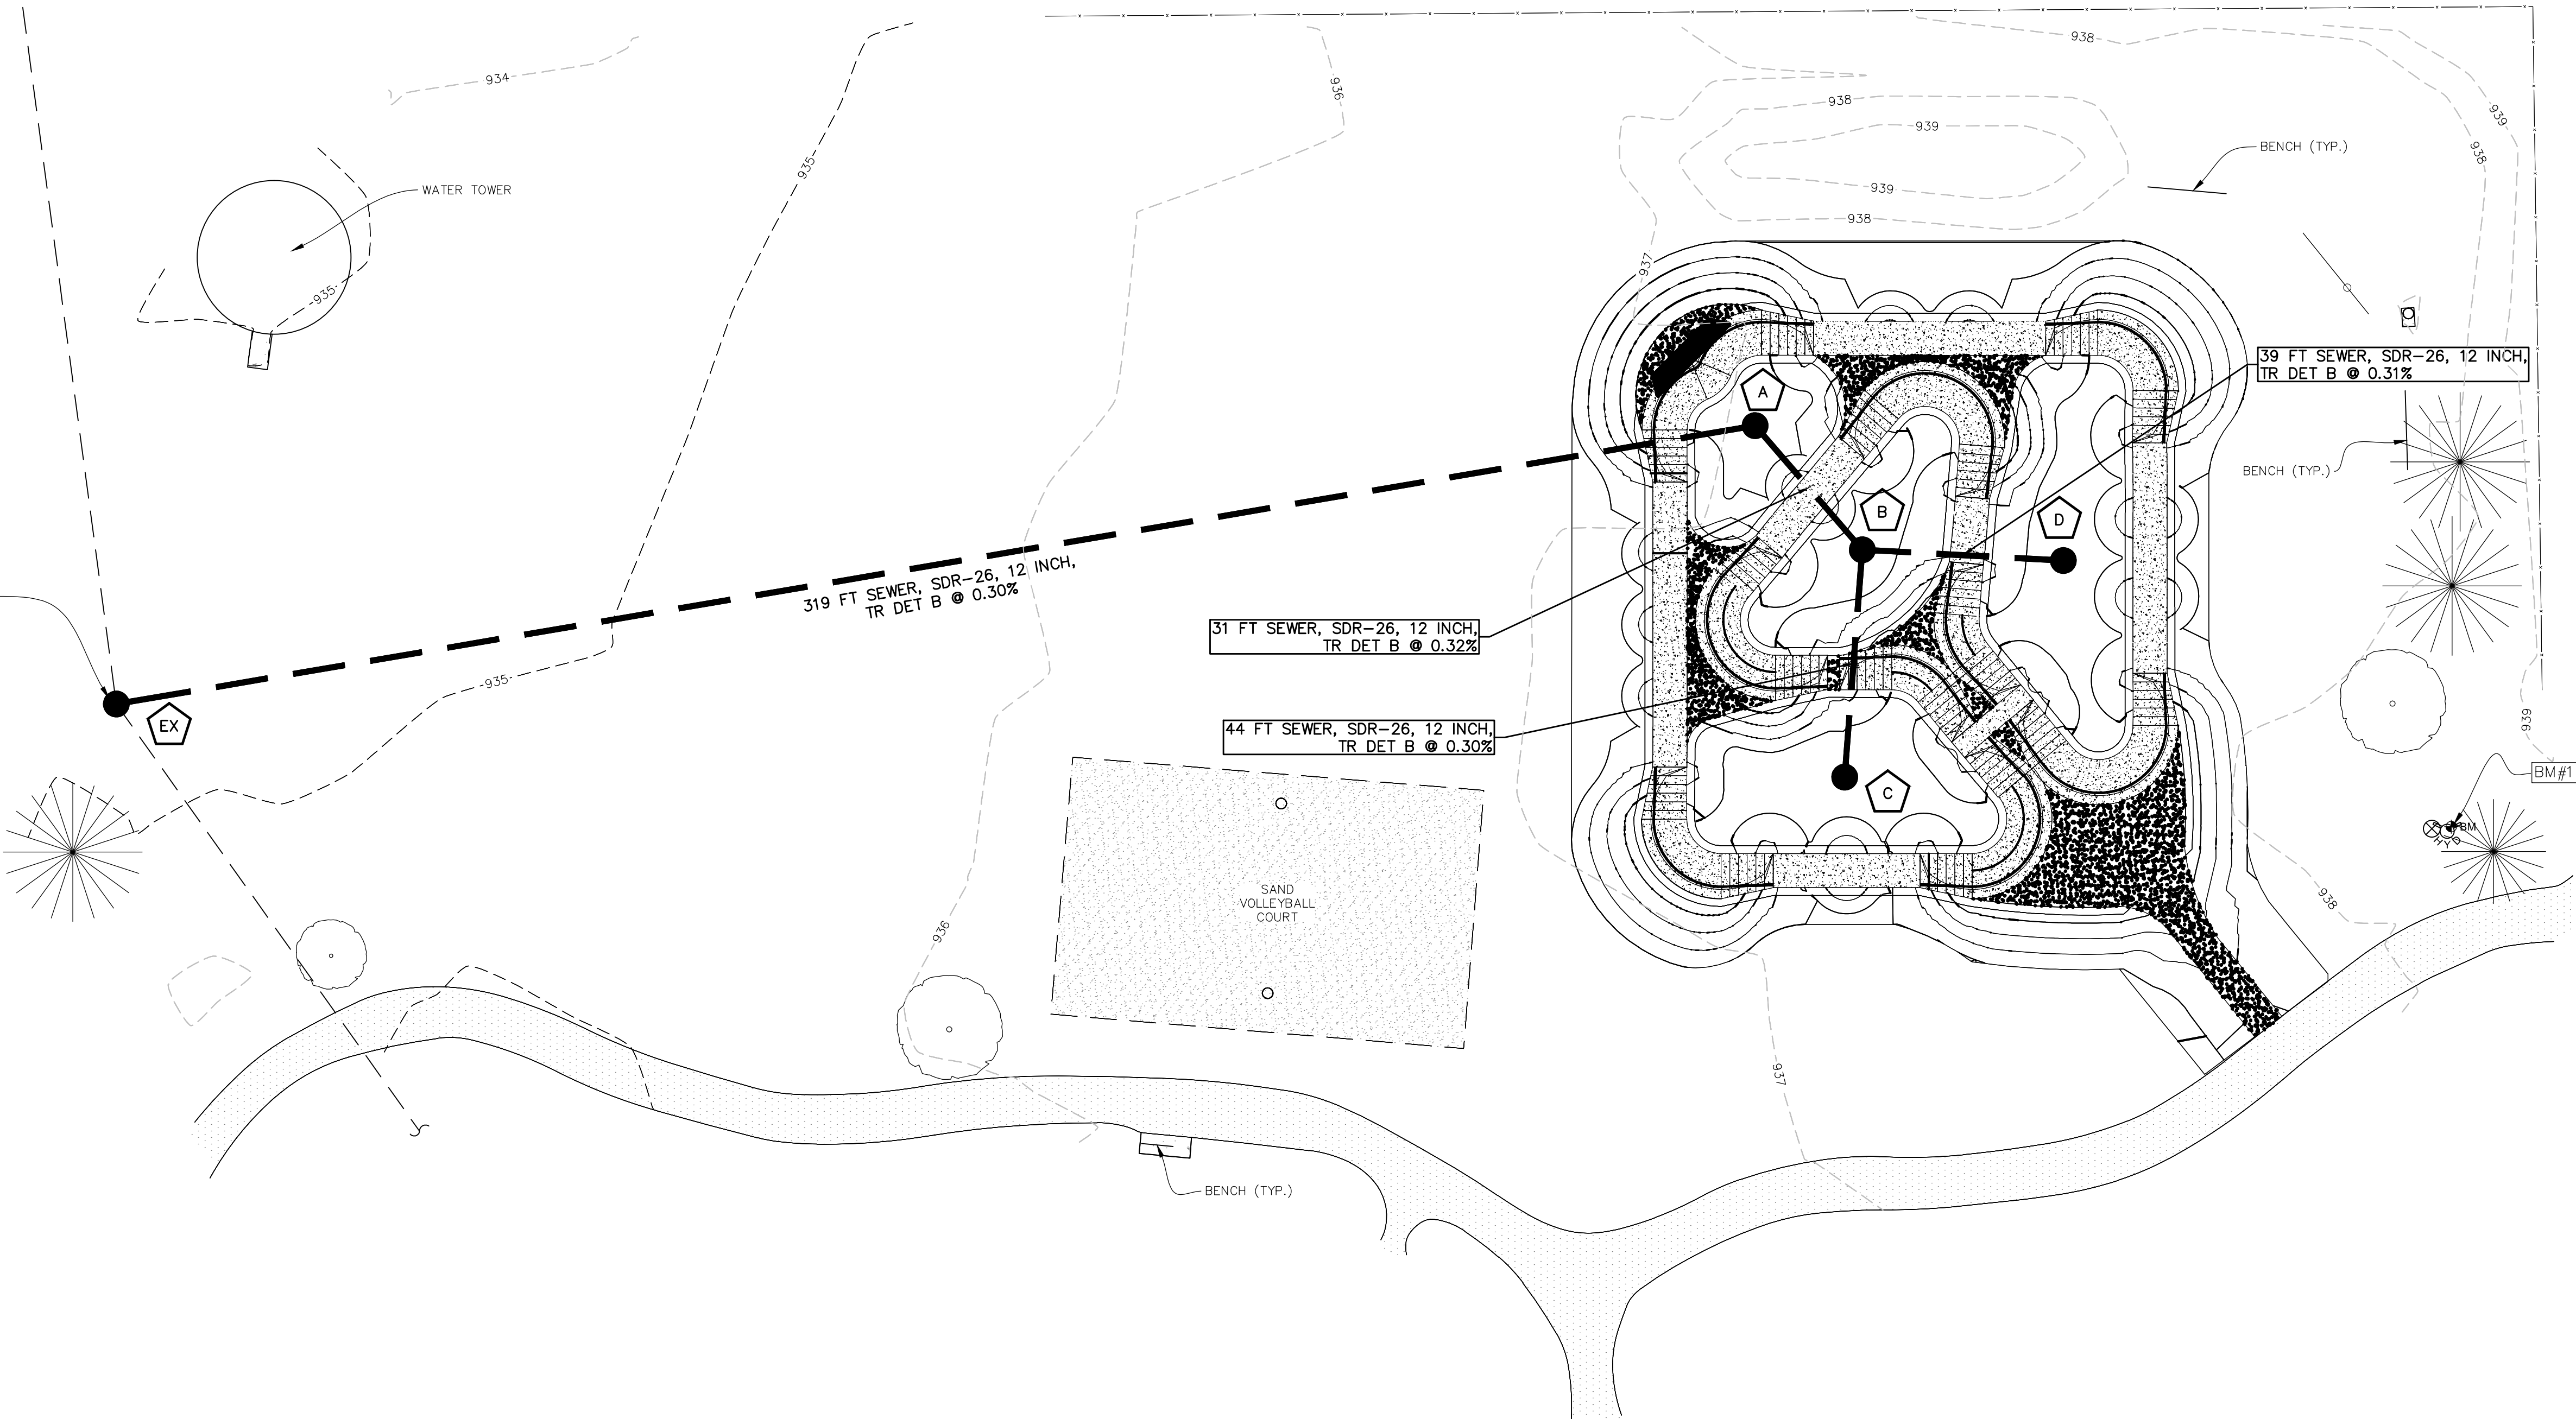 938
934
936
938
939
939
BENCH (TYP.)
938
935
WATER TOWER
939
938
937
935
39 FT SEWER, SDR-26, 12 INCH,
TR DET B @ 0.31%
A
BENCH (TYP.)
B
D
319 FT SEWER, SDR-26, 12 INCH,
TR DET B @ 0.30%
31 FT SEWER, SDR-26, 12 INCH,
TR DET B @ 0.32%
935
EX
44 FT SEWER, SDR-26, 12 INCH,
TR DET B @ 0.30%
939
BM#1
C
BM
HYD
SAND
VOLLEYBALL
COURT
938
936
937
BENCH (TYP.)